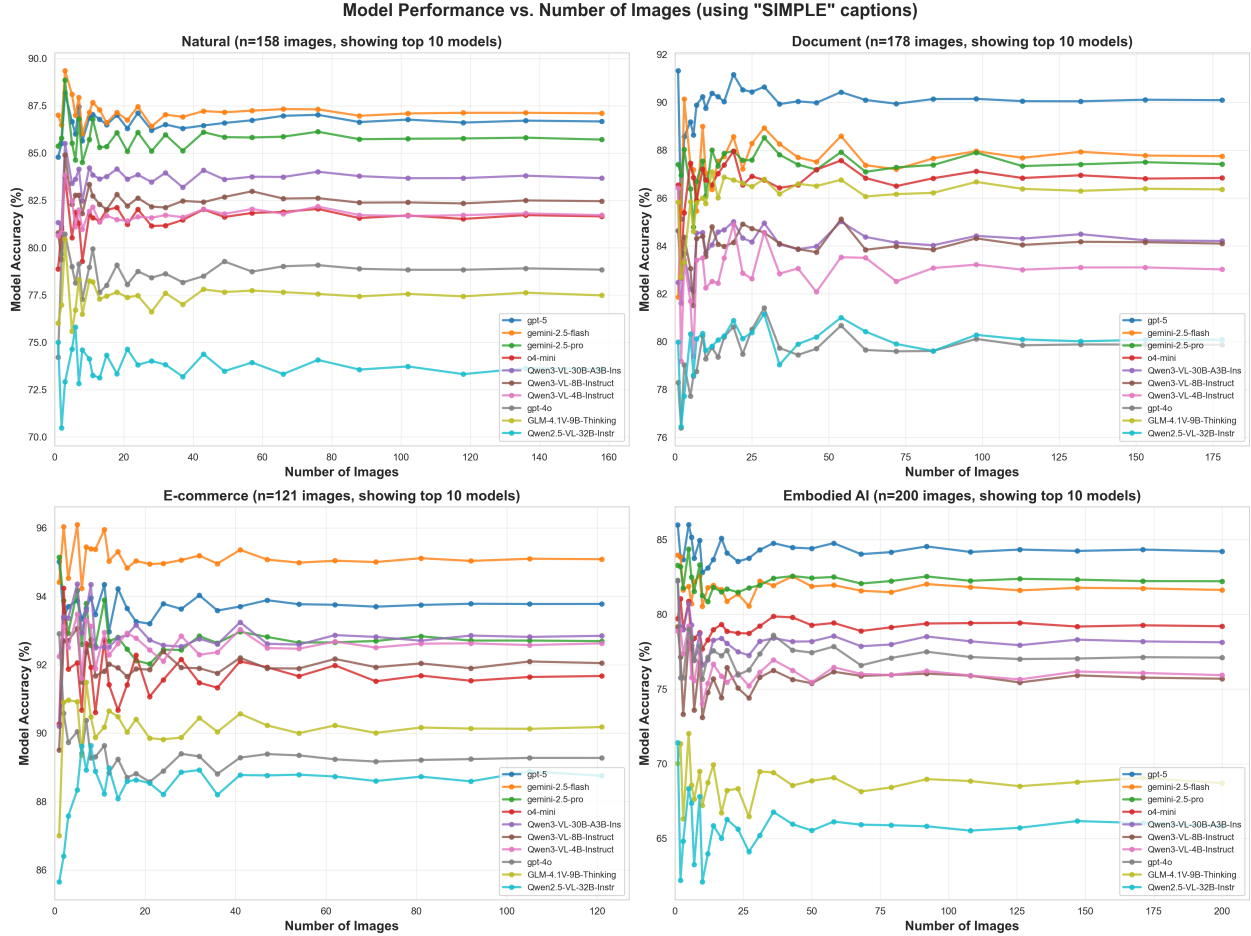 Model Performance vs. Number of Images (using "SIMPLE" captions)
Natural (n=158 images, showing top 10 models)
Model Accuracy (%)
90.0
87.5
85.0
82.5
80.0
77.5
75.0
72.5
70.0
0 20 40 60 80 100 120 140 160
Number of Images
gpt-5
gemini-2.5-flash
gemini-2.5-pro
o4-mini
Qwen3-VL-30B-A3B-Ins
Qwen3-VL-8B-Instruct
Qwen3-VL-4B-Instruct
gpt-4o
GLM-4.1V-9B-Thinking
Qwen2.5-VL-32B-Instr
Document (n=178 images, showing top 10 models)
Model Accuracy (%)
92
90
88
86
84
82
80
78
76
0 25 50 75 100 125 150 175
Number of Images
gpt-5
gemini-2.5-flash
gemini-2.5-pro
o4-mini
Qwen3-VL-30B-A3B-Ins
Qwen3-VL-8B-Instruct
Qwen3-VL-4B-Instruct
gpt-4o
GLM-4.1V-9B-Thinking
Qwen2.5-VL-32B-Instr
E-commerce (n=121 images, showing top 10 models)
Model Accuracy (%)
96
94
92
90
88
86
0 20 40 60 80 100 120
Number of Images
gpt-5
gemini-2.5-flash
gemini-2.5-pro
o4-mini
Qwen3-VL-30B-A3B-Ins
Qwen3-VL-8B-Instruct
Qwen3-VL-4B-Instruct
gpt-4o
GLM-4.1V-9B-Thinking
Qwen2.5-VL-32B-Instr
Embodied AI (n=200 images, showing top 10 models)
Model Accuracy (%)
85
80
75
70
65
0 25 50 75 100 125 150 175 200
Number of Images
gpt-5
gemini-2.5-flash
gemini-2.5-pro
o4-mini
Qwen3-VL-30B-A3B-Ins
Qwen3-VL-8B-Instruct
Qwen3-VL-4B-Instruct
gpt-4o
GLM-4.1V-9B-Thinking
Qwen2.5-VL-32B-Instr